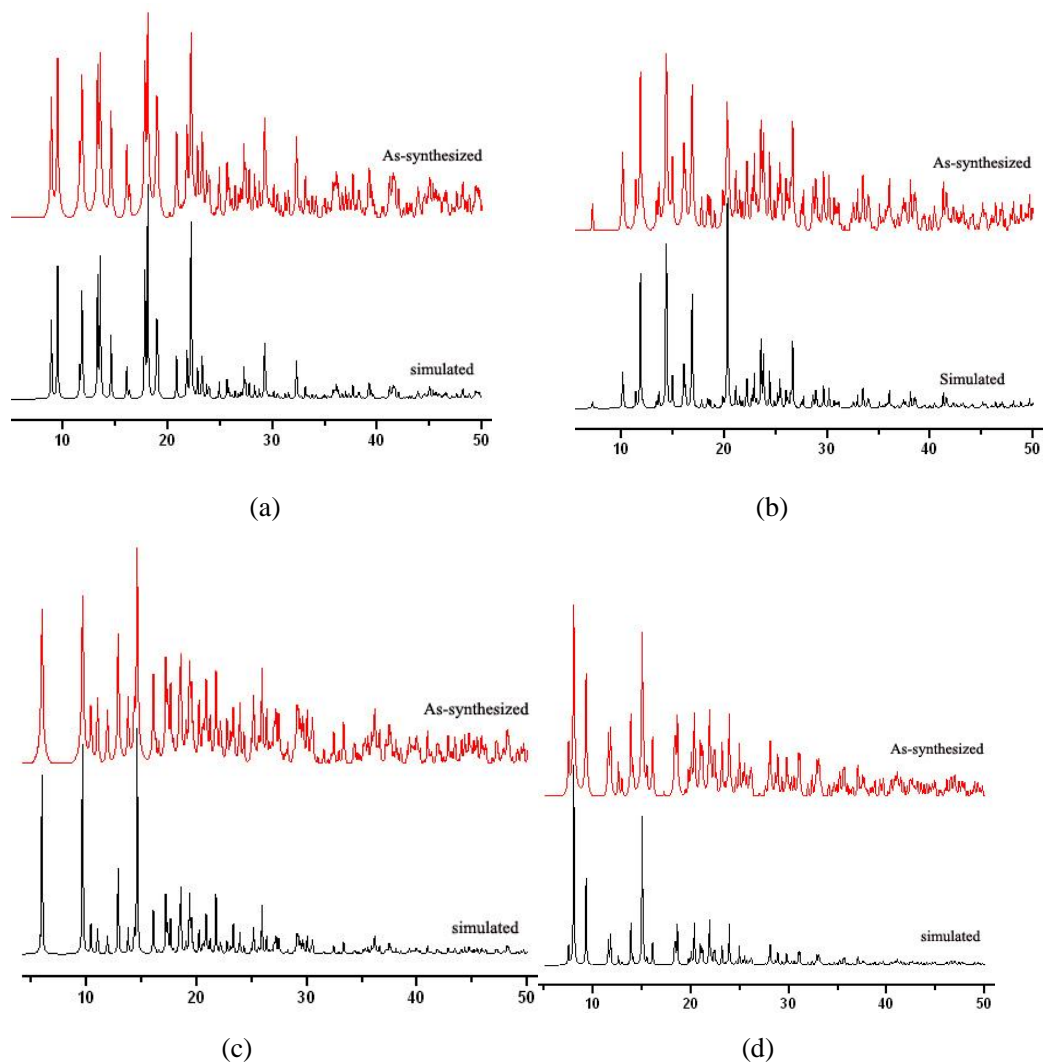 As-synthesized
simulated
10 20 30 40 50
(a)
As-synthesized
Simulated
10 20 30 40 50
(b)
As-synthesized
simulated
10 20 30 40 50
(c)
As-synthesized
simulated
10 20 30 40 50
(d)